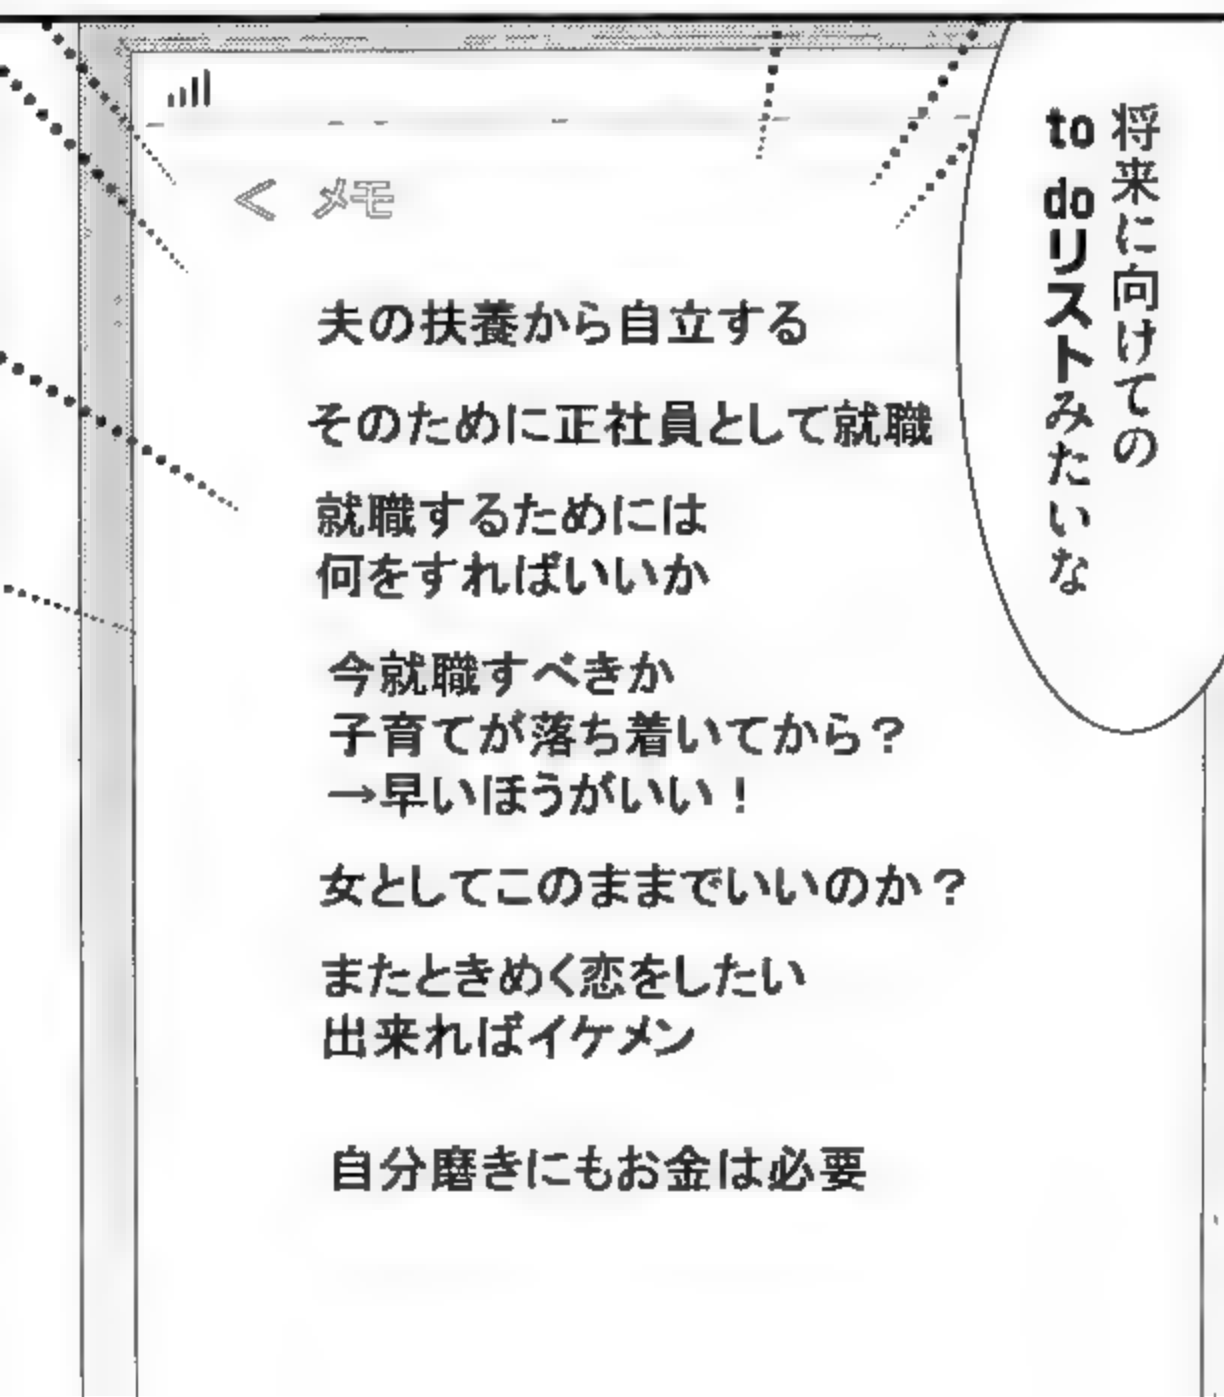 将来に向けての
to doリストみたいな
＜ メモ
夫の扶養から自立する
そのために正社員として就職
就職するためには
何をすればいいか
今就職すべきか
子育てが落ち着いてから？
→早いほうがいい！
女としてこのままでいいのか？
またときめく恋をしたい
出来ればイケメン
自分磨きにもお金は必要